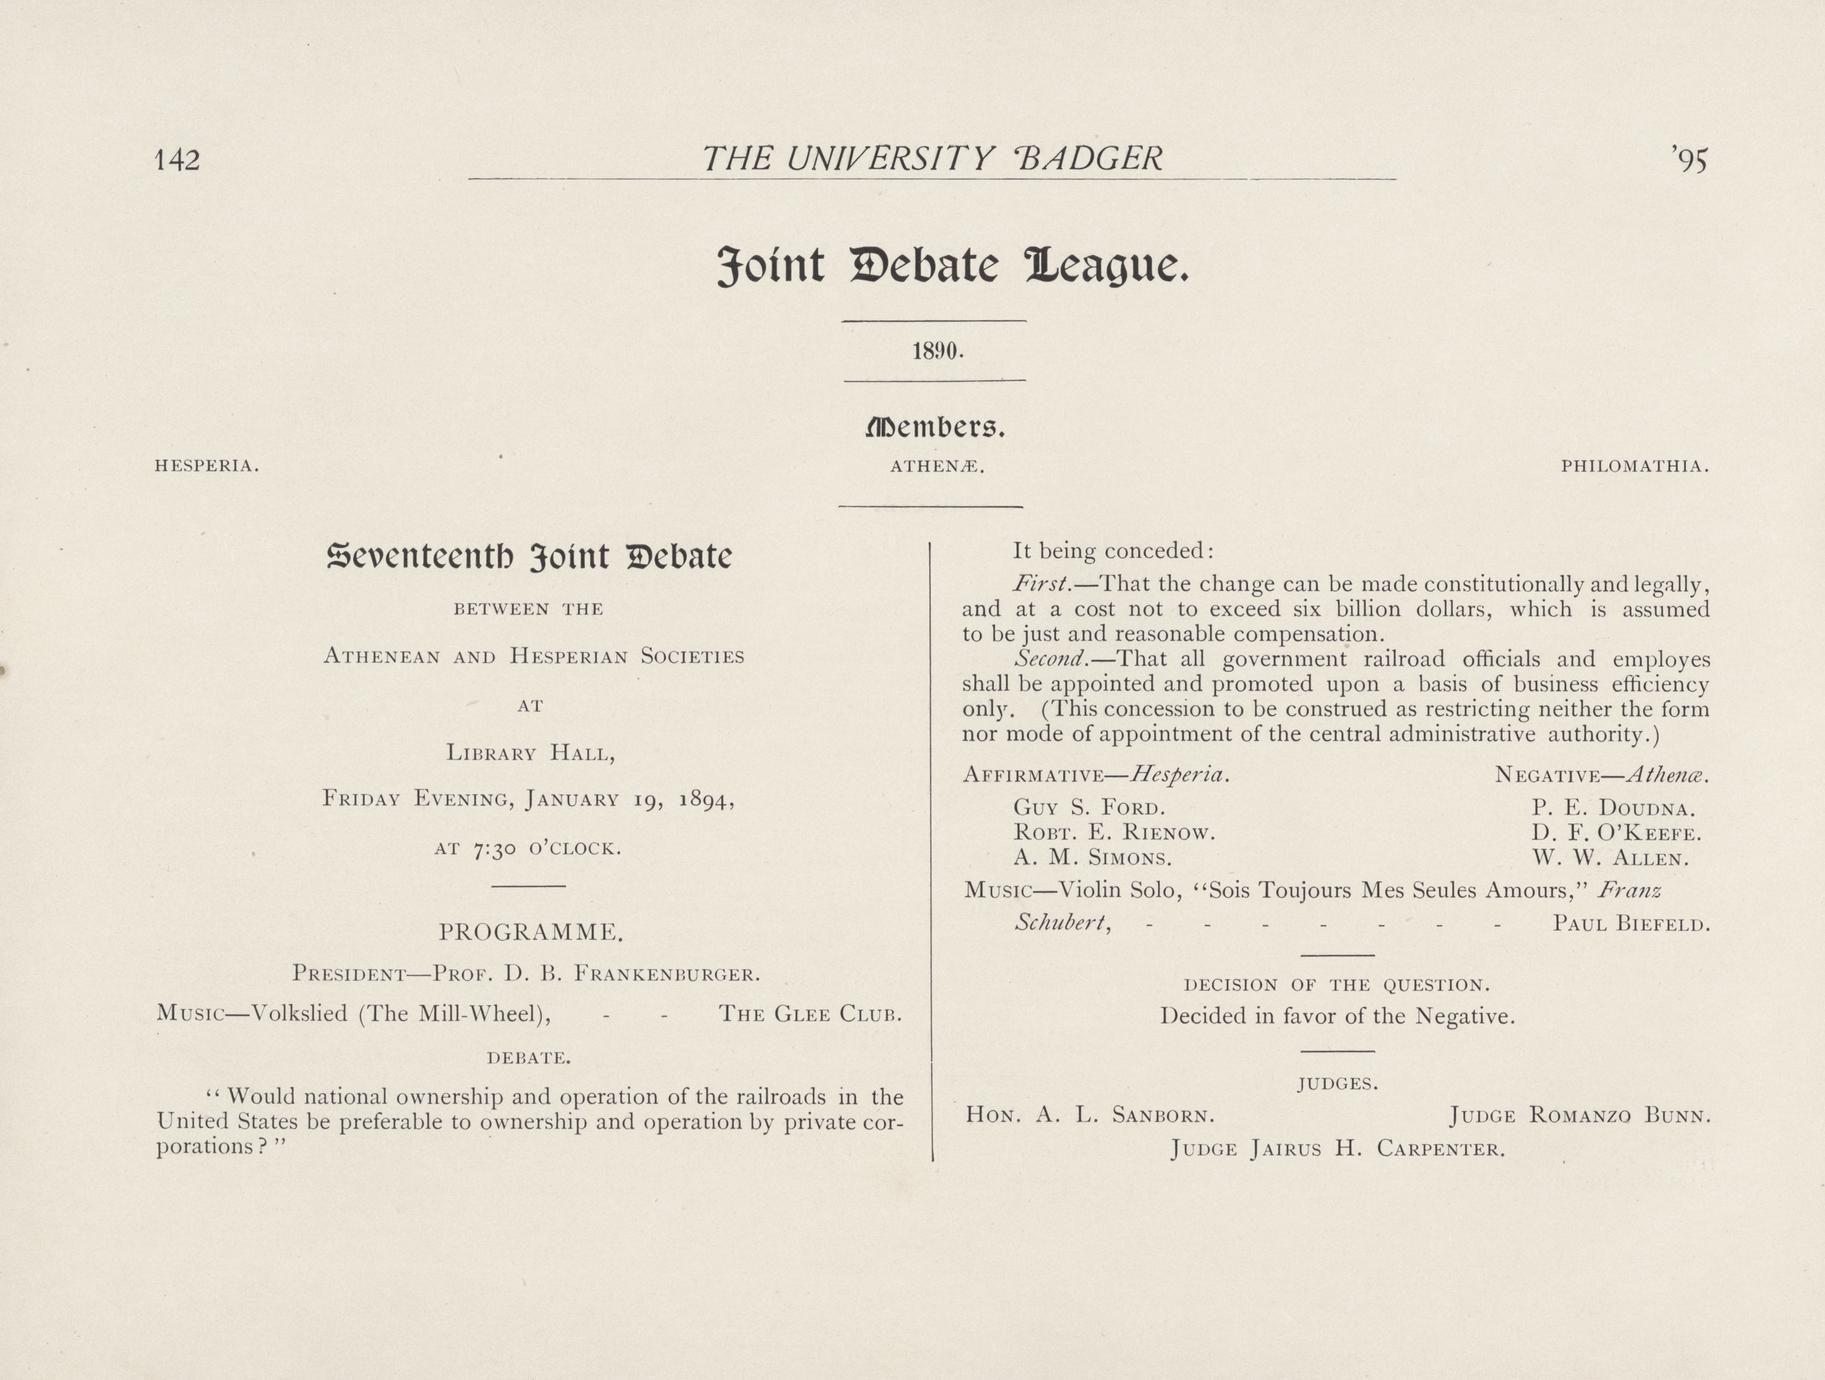 142 THE UNIVERSITY BADGER '95
Joint Debate League.
1890.
Members.
HESPERIA. ATHENÆ. PHILOMATHIA.
Seventeenth Joint Debate
BETWEEN THE
ATHENEAN AND HESPERIAN SOCIETIES
AT
LIBRARY HALL,
FRIDAY EVENING, JANUARY 19, 1894,
AT 7:30 O'CLOCK.
PROGRAMME.
PRESIDENT—PROF. D. B. FRANKENBURGER.
MUSIC—Volkslied (The Mill-Wheel), - - THE GLEE CLUB.
DEBATE.
“ Would national ownership and operation of the railroads in the
United States be preferable to ownership and operation by private cor-
porations? ”
It being conceded:
First.—That the change can be made constitutionally and legally,
and at a cost not to exceed six billion dollars, which is assumed
to be just and reasonable compensation.
Second.—That all government railroad officials and employes
shall be appointed and promoted upon a basis of business efficiency
only. (This concession to be construed as restricting neither the form
nor mode of appointment of the central administrative authority.)
AFFIRMATIVE—Hesperia. NEGATIVE—Athenæ.
GUY S. FORD. P. E. DOUDNA.
ROBT. E. RIENOW. D. F. O'KEEFE.
A. M. SIMONS. W. W. ALLEN.
MUSIC—Violin Solo, “Sois Toujours Mes Seules Amours,” Franz
Schubert, - - - - - - - PAUL BIEFELD.
DECISION OF THE QUESTION.
Decided in favor of the Negative.
JUDGES.
HON. A. L. SANBORN. JUDGE ROMANZO BUNN.
JUDGE JAIRUS H. CARPENTER.